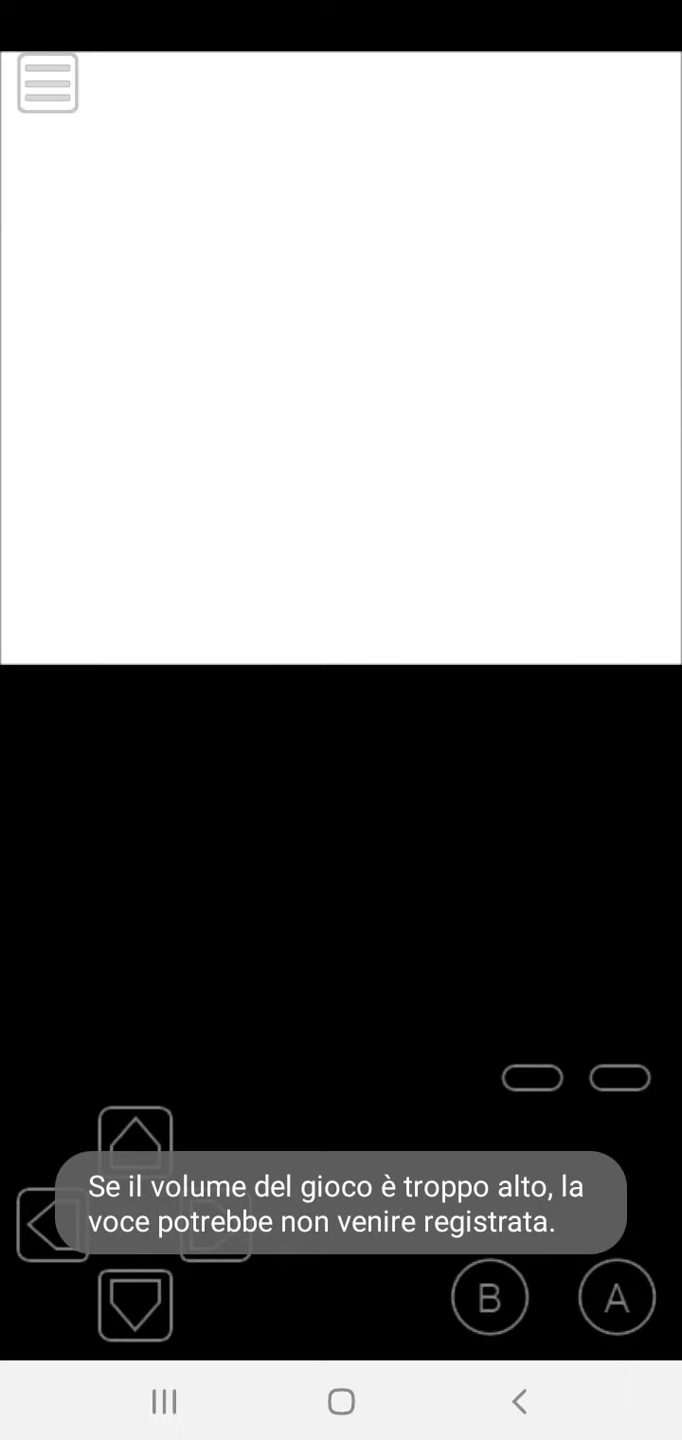 Se il volume del gioco è troppo alto, la
voce potrebbe non venire registrata.
B
A